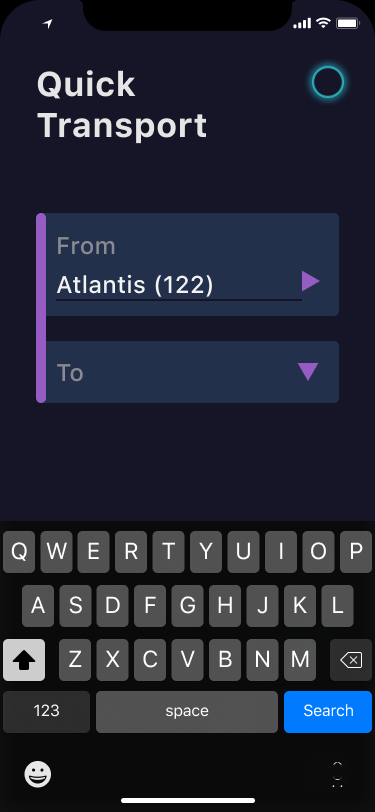 Quick
Transport
From
Atlantis (122)
To
Q W E R T Y U I O P
A S D F G H J K L
Z X C V B N M
123 space Search